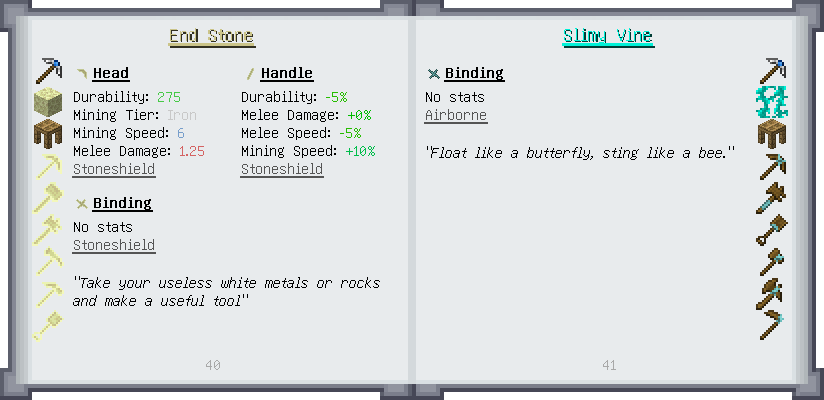 End Stone
Head
Durability: 275
Mining Tier: Iron
Mining Speed: 6
Melee Damage: 1.25
Stoneshield
Handle
Durability: -5%
Melee Damage: +0%
Melee Speed: -5%
Mining Speed: +10%
Stoneshield
Binding
No stats
Stoneshield
"Take your useless white metals or rocks
and make a useful tool"
40
Slimy Vine
Binding
No stats
Airborne
"Float like a butterfly, sting like a bee."
41